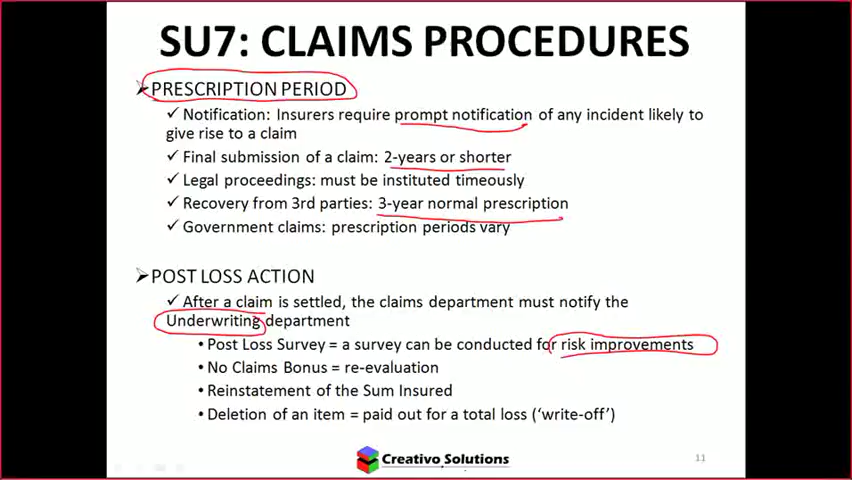 SU7: CLAIMS PROCEDURES
➢PRESCRIPTION PERIOD
✓ Notification: Insurers require prompt notification of any incident likely to
give rise to a claim
✓ Final submission of a claim: 2-years or shorter
✓ Legal proceedings: must be instituted timeously
✓ Recovery from 3rd parties: 3-year normal prescription
✓ Government claims: prescription periods vary
➢POST LOSS ACTION
✓ After a claim is settled, the claims department must notify the
Underwriting department
• Post Loss Survey = a survey can be conducted for risk improvements
• No Claims Bonus = re-evaluation
• Reinstatement of the Sum Insured
• Deletion of an item = paid out for a total loss (‘write-off’)
Creativo Solutions
11